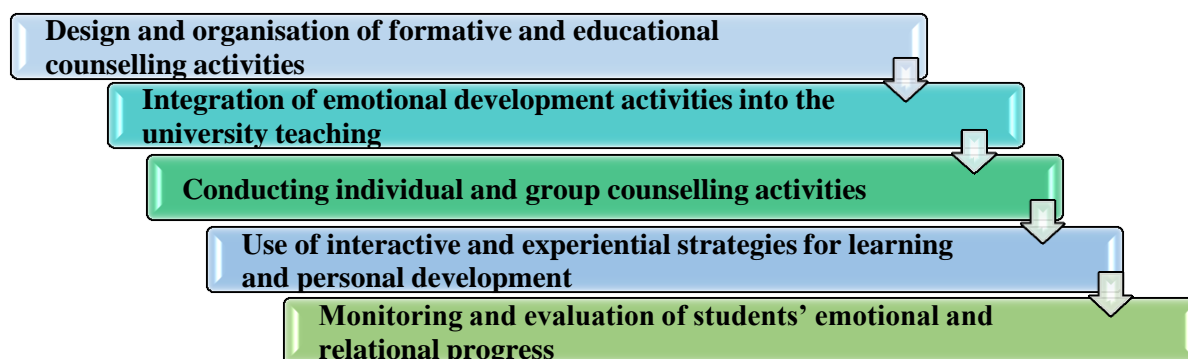 Design and organisation of formative and educational
counselling activities
Integration of emotional development activities into the
university teaching
Conducting individual and group counselling activities
Use of interactive and experiential strategies for learning
and personal development
Monitoring and evaluation of students’ emotional and
relational progress